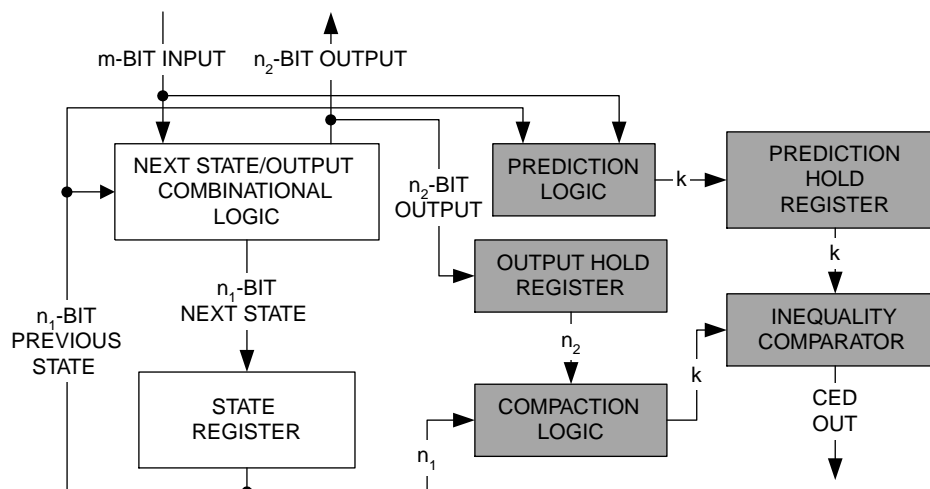 m-BIT INPUT
n₂-BIT OUTPUT
NEXT STATE/OUTPUT
COMBINATIONAL
LOGIC
n₂-BIT
OUTPUT
PREDICTION
LOGIC
k
PREDICTION
HOLD
REGISTER
k
OUTPUT HOLD
REGISTER
n₁-BIT
NEXT STATE
n₁-BIT
PREVIOUS
STATE
n₂
INEQUALITY
COMPARATOR
k
STATE
REGISTER
COMPACTION
LOGIC
n₁
CED
OUT